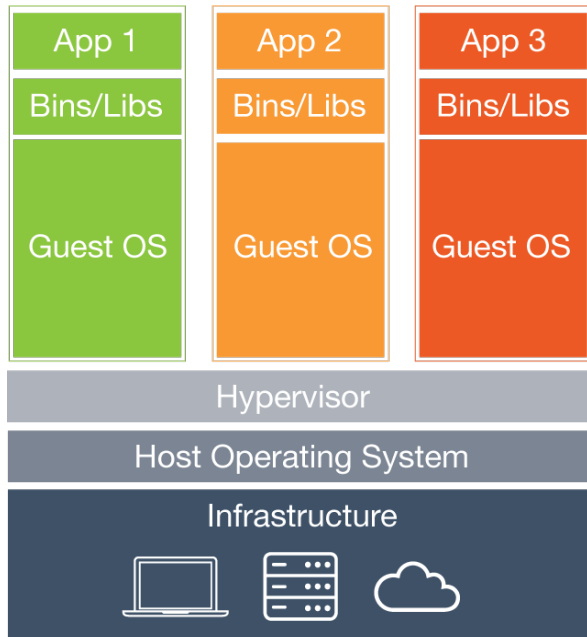 App 1
App 2
App 3
Bins/Libs
Bins/Libs
Bins/Libs
Guest OS
Guest OS
Guest OS
Hypervisor
Host Operating System
Infrastructure